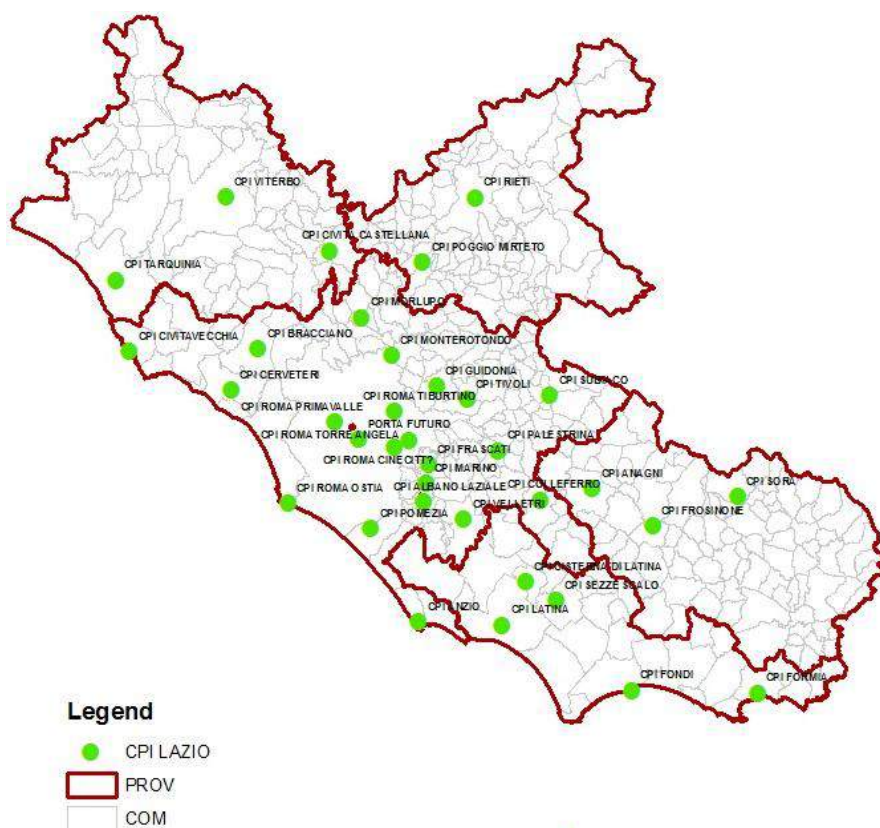 CPI VITERBO
CPI RIETI
CPI CIVITA CASTELLANA
CPI POGGIO MIRTETO
CPI TARQUINIA
CPI MORLUPO
CPI CIVITAVECCHIA
CPI BRACCIANO
CPI MONTEROTONDO
CPI GUIDONIA
CPI CERVETERI
CPI TIVOLI
CPI SUBIACO
CPI ROMA TIBURTINO
CPI ROMA PRIMAVALLE
PORTA FUTURO
CPI ROMA TORRE ANGELA
CPI PALESTRINA
CPI FRASCATI
CPI ROMA CINECITT?
CPI MARINO
CPI ANAGNI
CPI SORA
CPI ALBANO LAZIALE
CPI COLLEFERRO
CPI ROMA OSTIA
CPI VELLETRI
CPI FROSINONE
CPI POMEZIA
CPI CISTERNA DI LATINA
CPI SEZZE SCALO
CPI ANZIO
CPI LATINA
CPI FONDI
CPI FORMIA
Legend
CPI LAZIO
PROV
COM